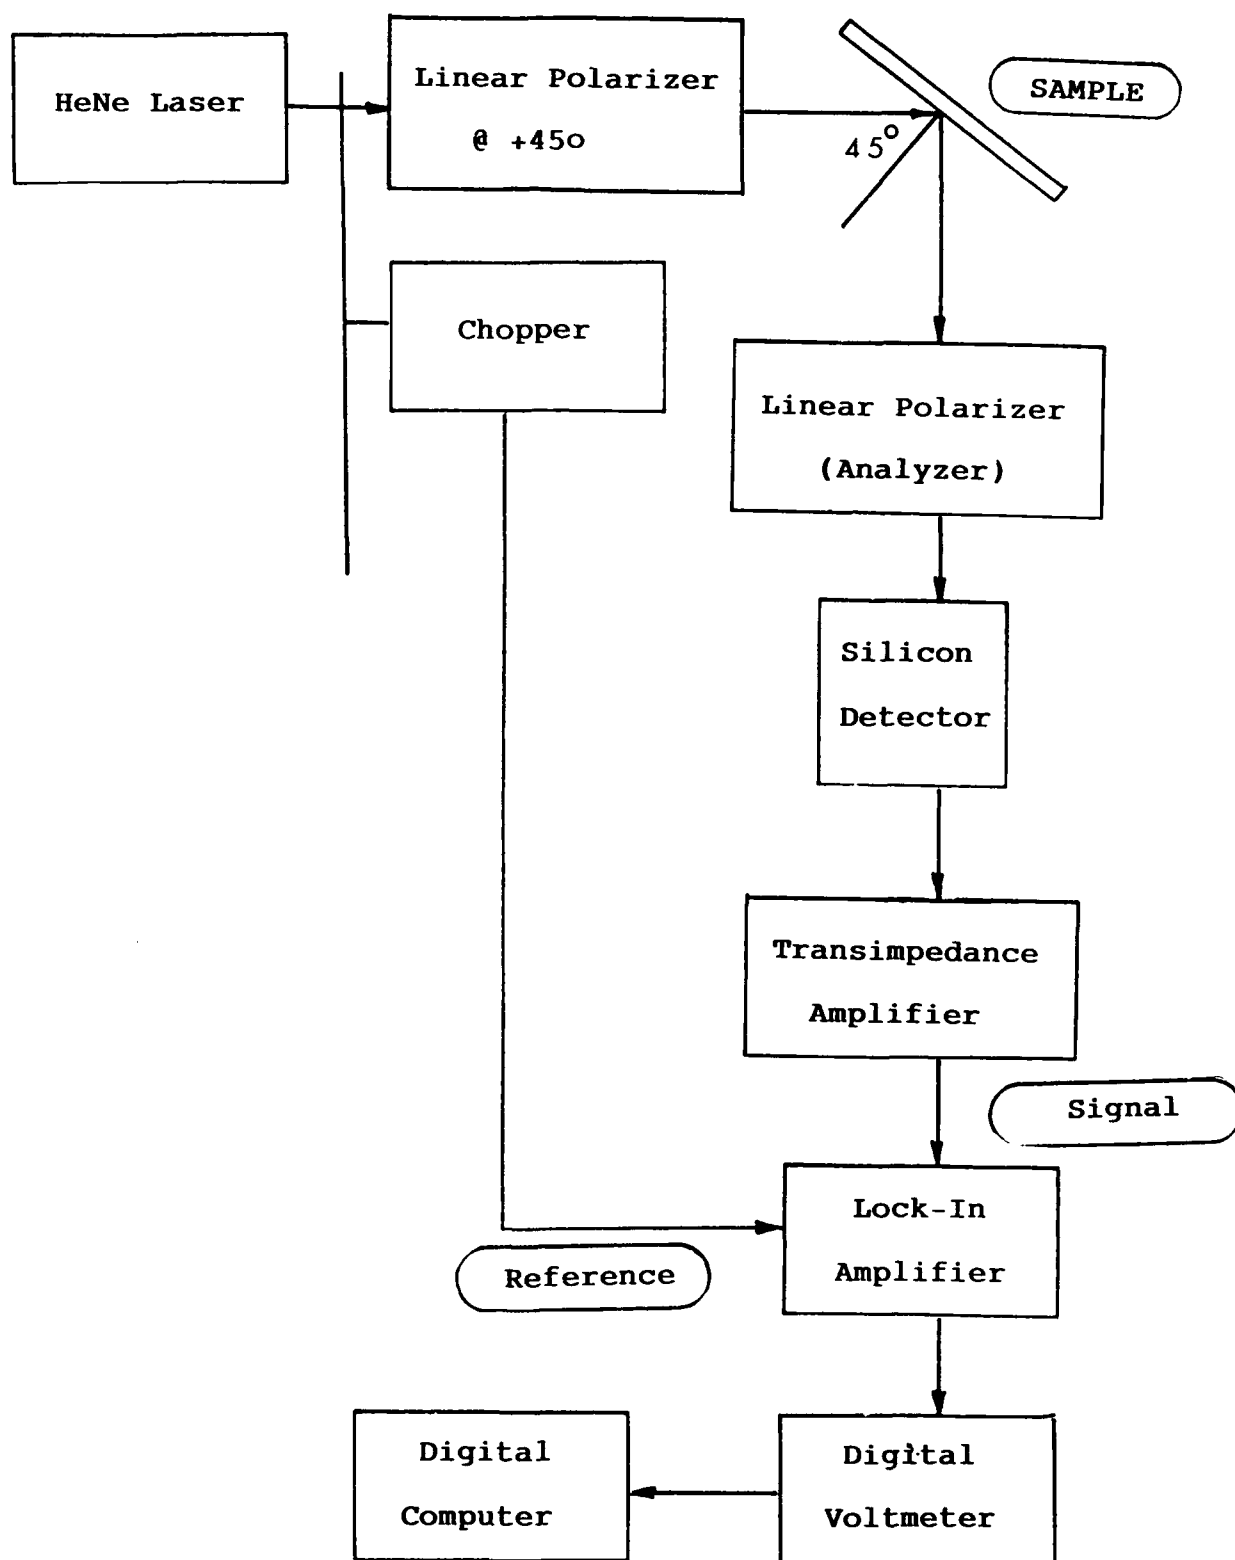 HeNe Laser
Linear Polarizer
@ +45o
SAMPLE
45°
Chopper
Linear Polarizer
(Analyzer)
Silicon
Detector
Transimpedance
Amplifier
Signal
Lock-In
Amplifier
Reference
Digital
Computer
Digital
Voltmeter